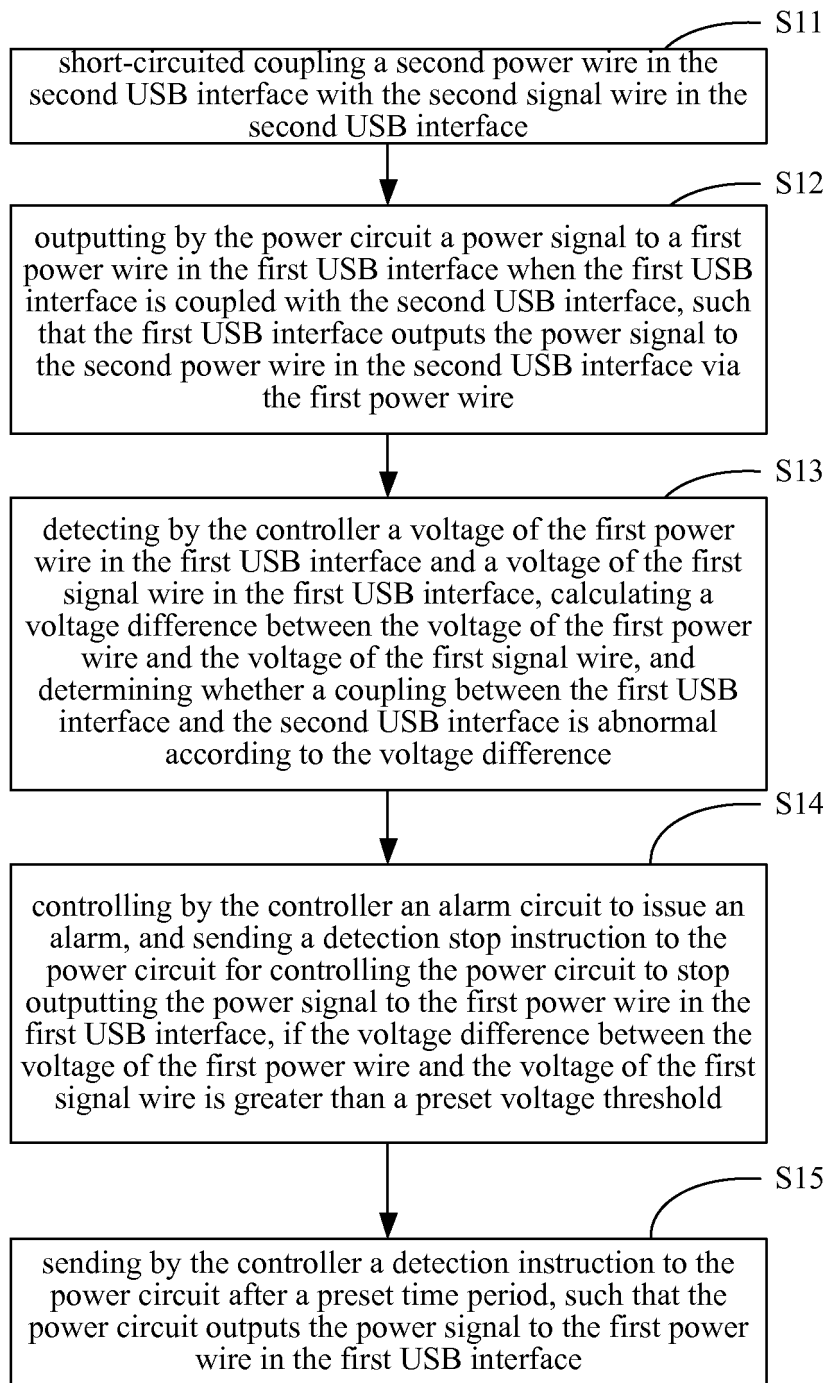 S11
short-circuited coupling a second power wire in the
second USB interface with the second signal wire in the
second USB interface
S12
outputting by the power circuit a power signal to a first
power wire in the first USB interface when the first USB
interface is coupled with the second USB interface, such
that the first USB interface outputs the power signal to
the second power wire in the second USB interface via
the first power wire
S13
detecting by the controller a voltage of the first power
wire in the first USB interface and a voltage of the first
signal wire in the first USB interface, calculating a
voltage difference between the voltage of the first power
wire and the voltage of the first signal wire, and
determining whether a coupling between the first USB
interface and the second USB interface is abnormal
according to the voltage difference
S14
controlling by the controller an alarm circuit to issue an
alarm, and sending a detection stop instruction to the
power circuit for controlling the power circuit to stop
outputting the power signal to the first power wire in the
first USB interface, if the voltage difference between the
voltage of the first power wire and the voltage of the first
signal wire is greater than a preset voltage threshold
S15
sending by the controller a detection instruction to the
power circuit after a preset time period, such that the
power circuit outputs the power signal to the first power
wire in the first USB interface